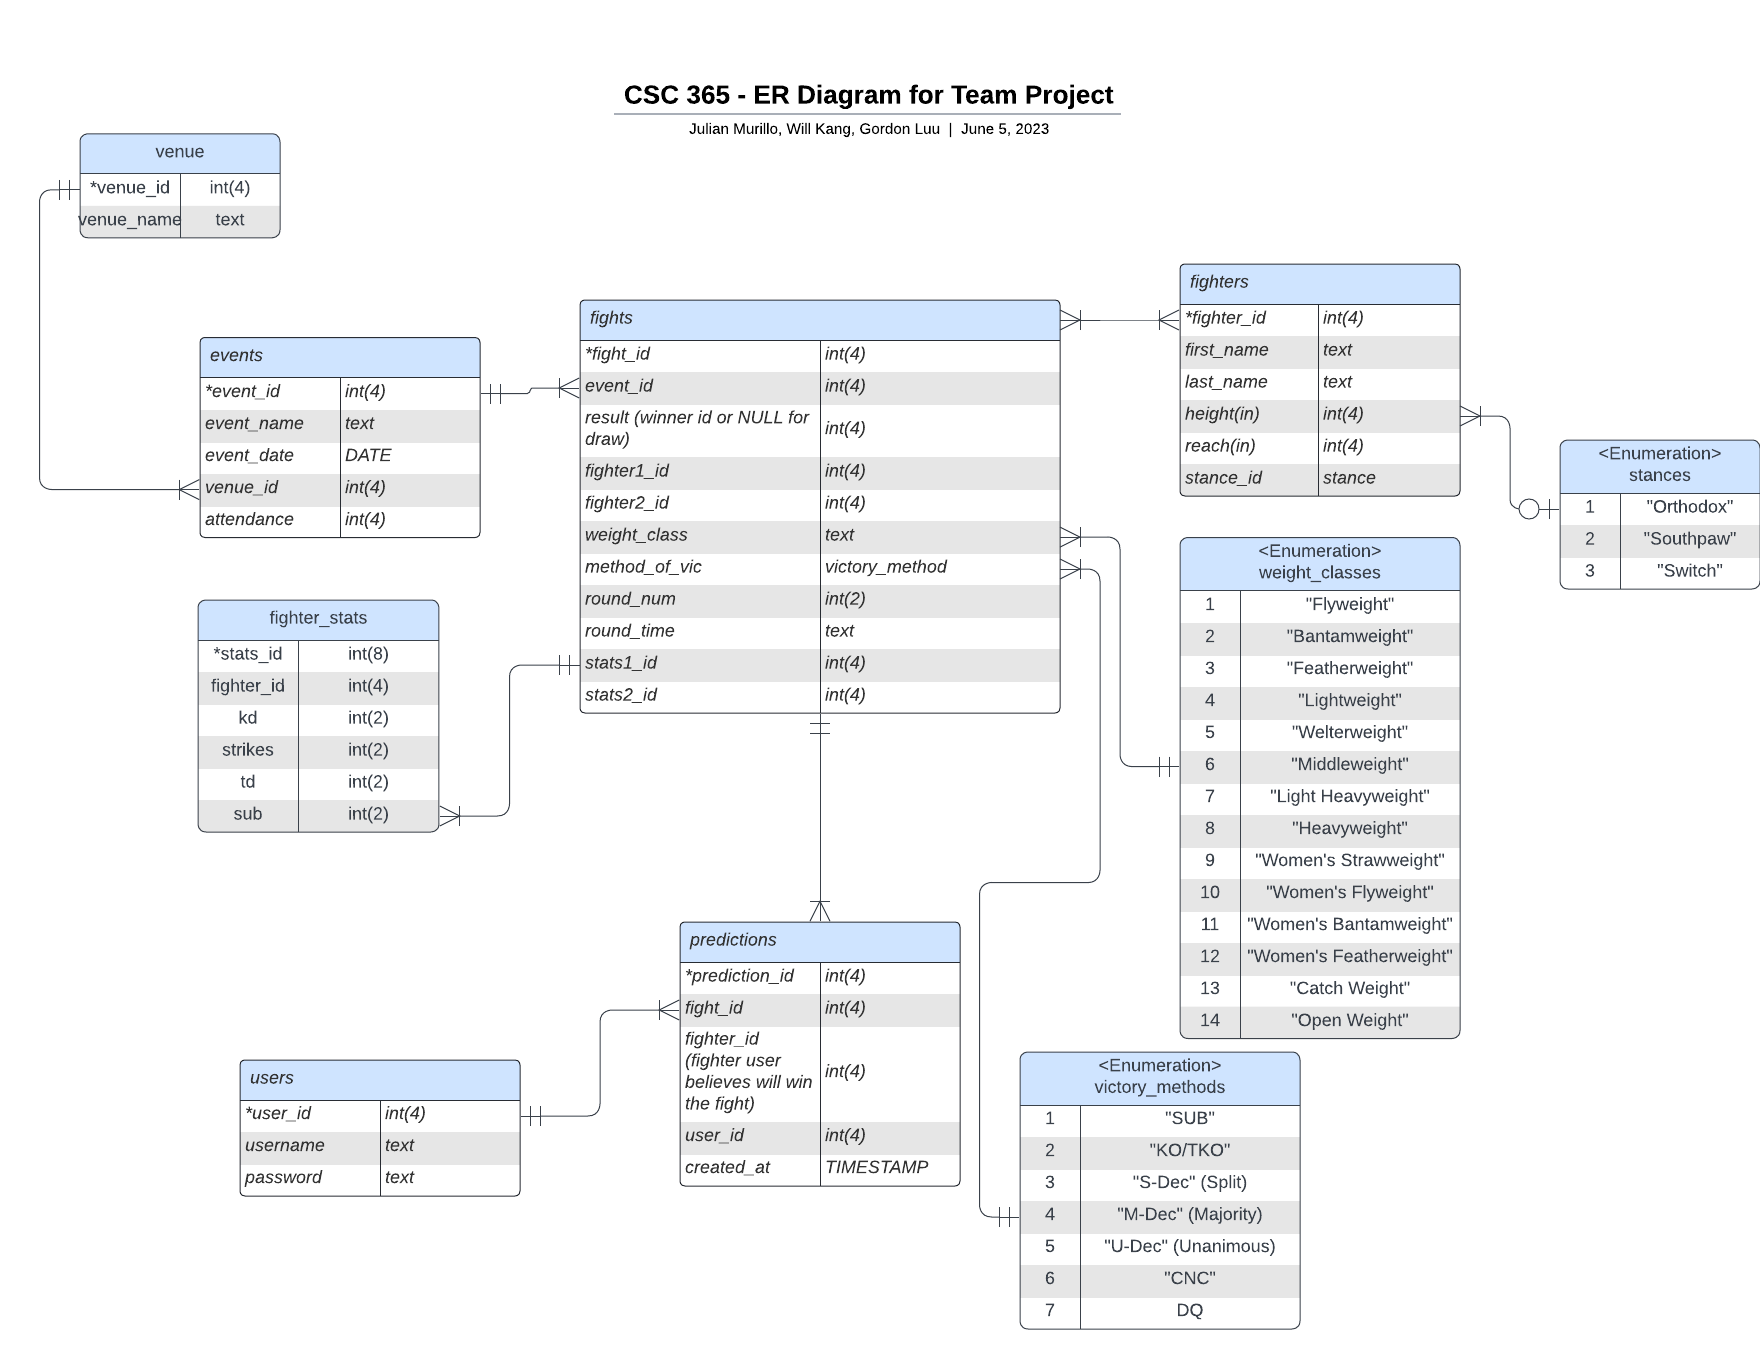 CSC 365 - ER Diagram for Team Project
Julian Murillo, Will Kang, Gordon Luu | June 5, 2023
venue
*venue_id int(4)
venue_name text
events
*event_id int(4)
event_name text
event_date DATE
venue_id int(4)
attendance int(4)
fights
*fight_id int(4)
event_id int(4)
result (winner id or NULL for
draw) int(4)
fighter1_id int(4)
fighter2_id int(4)
weight_class text
method_of_vic victory_method
round_num int(2)
round_time text
stats1_id int(4)
stats2_id int(4)
fighters
*fighter_id int(4)
first_name text
last_name text
height(in) int(4)
reach(in) int(4)
stance_id stance
<Enumeration>
stances
1 "Orthodox"
2 "Southpaw"
3 "Switch"
fighter_stats
*stats_id int(8)
fighter_id int(4)
kd int(2)
strikes int(2)
td int(2)
sub int(2)
<Enumeration>
weight_classes
1 "Flyweight"
2 "Bantamweight"
3 "Featherweight"
4 "Lightweight"
5 "Welterweight"
6 "Middleweight"
7 "Light Heavyweight"
8 "Heavyweight"
9 "Women's Strawweight"
10 "Women's Flyweight"
11 "Women's Bantamweight"
12 "Women's Featherweight"
13 "Catch Weight"
14 "Open Weight"
predictions
*prediction_id int(4)
fight_id int(4)
fighter_id
(fighter user
believes will win int(4)
the fight)
user_id int(4)
created_at TIMESTAMP
users
*user_id int(4)
username text
password text
<Enumeration>
victory_methods
1 "SUB"
2 "KO/TKO"
3 "S-Dec" (Split)
4 "M-Dec" (Majority)
5 "U-Dec" (Unanimous)
6 "CNC"
7 DQ